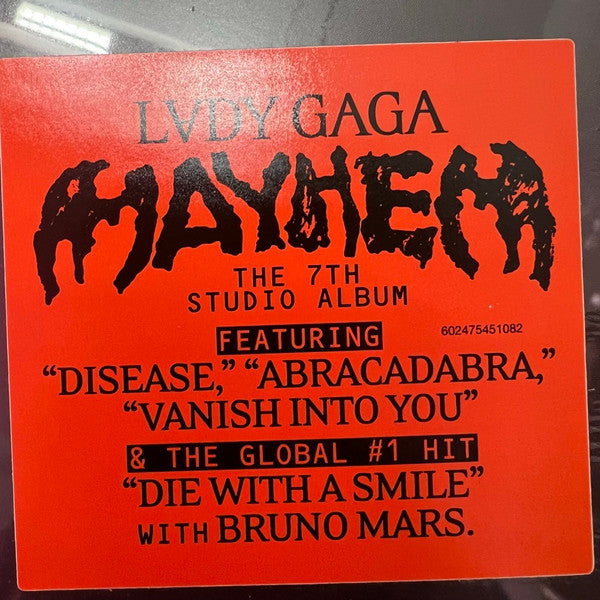 LVDY GAGA
MAYHEM
THE 7TH
STUDIO ALBUM
FEATURING
602475451082
“DISEASE,” “ABRACADABRA,”
“VANISH INTO YOU”
& THE GLOBAL #1 HIT
“DIE WITH A SMILE”
WITH BRUNO MARS.